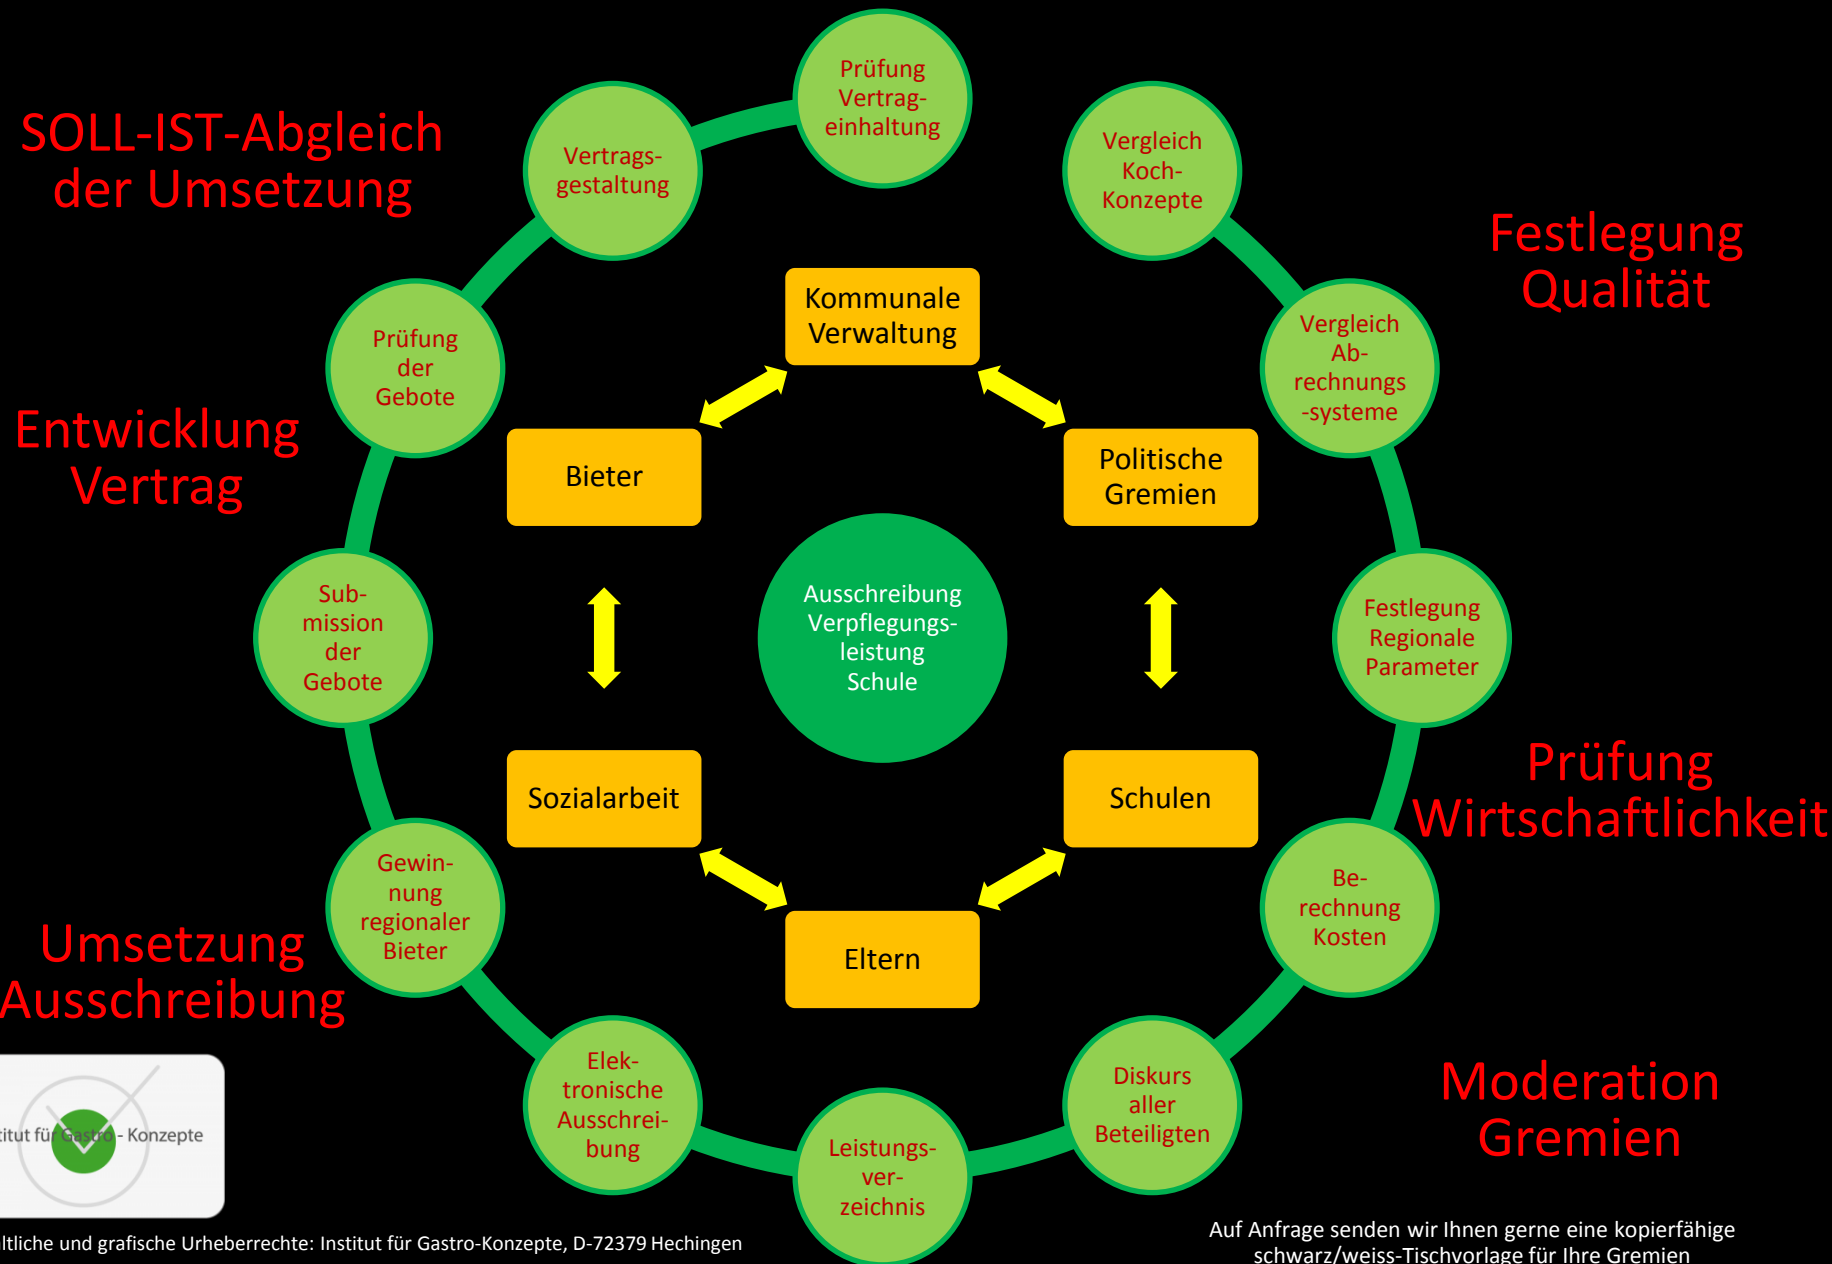 SOLL-IST-Abgleich
der Umsetzung
Prüfung
Vertrag-
einhaltung
Vertrags-
gestaltung
Vergleich
Koch-
Konzepte
Festlegung
Qualität
Kommunale
Verwaltung
Prüfung
der
Gebote
Vergleich
Ab-
rechnungs
-systeme
Entwicklung
Vertrag
Bieter
Politische
Gremien
Sub-
mission
der
Gebote
Ausschreibung
Verpflegungs-
leistung
Schule
Festlegung
Regionale
Parameter
Prüfung
Wirtschaftlichkeit
Sozialarbeit
Schulen
Gewin-
nung
regionaler
Bieter
Be-
rechnung
Kosten
Umsetzung
Ausschreibung
Eltern
Elek-
tronische
Ausschrei-
bung
Leistungs-
ver-
zeichnis
Diskurs
aller
Beteiligten
Moderation
Gremien
titut für Gastro - Konzepte
ltliche und grafische Urheberrechte: Institut für Gastro-Konzepte, D-72379 Hechingen
Auf Anfrage senden wir Ihnen gerne eine kopierfähige
schwarz/weiss-Tischvorlage für Ihre Gremien